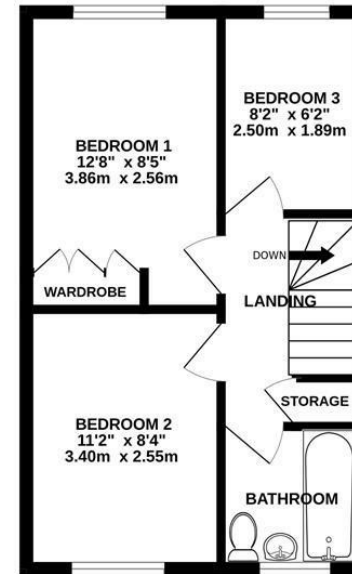 BEDROOM 1
12'8" x 8'5"
3.86m x 2.56m
BEDROOM 3
8'2" x 6'2"
2.50m x 1.89m
DOWN
WARDROBE
LANDING
BEDROOM 2
11'2" x 8'4"
3.40m x 2.55m
STORAGE
BATHROOM